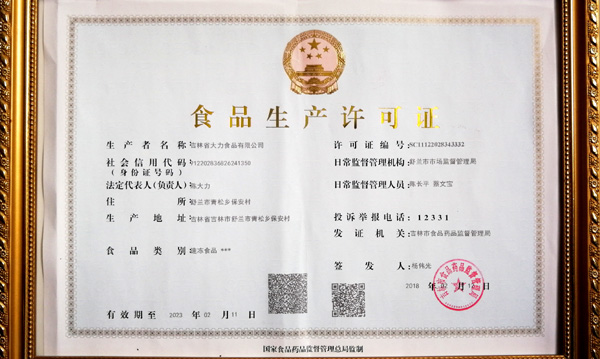 食品生产许可证
生产者名称：吉林省大力食品有限公司
社会信用代码：
（身份证号码）
法定代表人(负责人)：陈大力
住所：舒兰市青松乡保安村
生产地址：吉林省吉林市舒兰市青松乡保安村
食品类别：速冻食品 ***
有效期至 2023 年 02 月 11 日
许可证编号：SC11122028343332
日常监督管理机构：舒兰市市场监督管理局
日常监督管理人员：陈长平
投诉举报电话：12331
发证机关：吉林市食品药品监督管理局
签发人：杨伟光
2018 年 02 月 12 日
国家食品药品监督管理总局监制